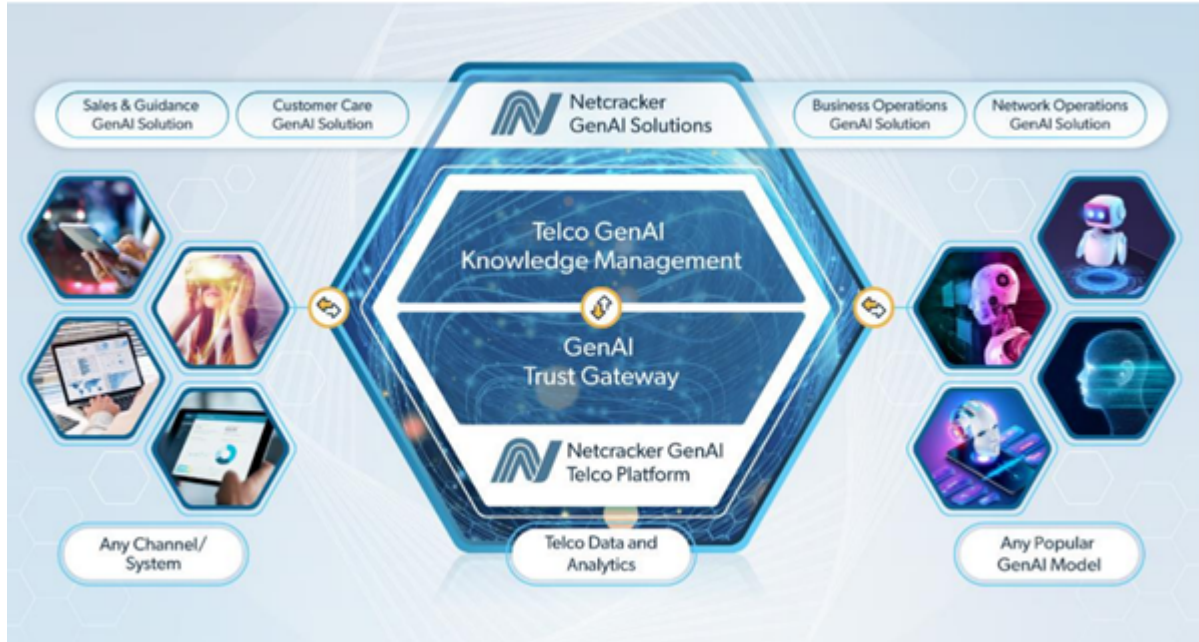 Sales & Guidance
GenAI Solution
Customer Care
GenAI Solution
Netcracker
GenAI Solutions
Business Operations
GenAI Solution
Network Operations
GenAI Solution
Telco GenAI
Knowledge Management
GenAI
Trust Gateway
Netcracker GenAI
Telco Platform
Any Channel/
System
Telco Data and
Analytics
Any Popular
GenAI Model